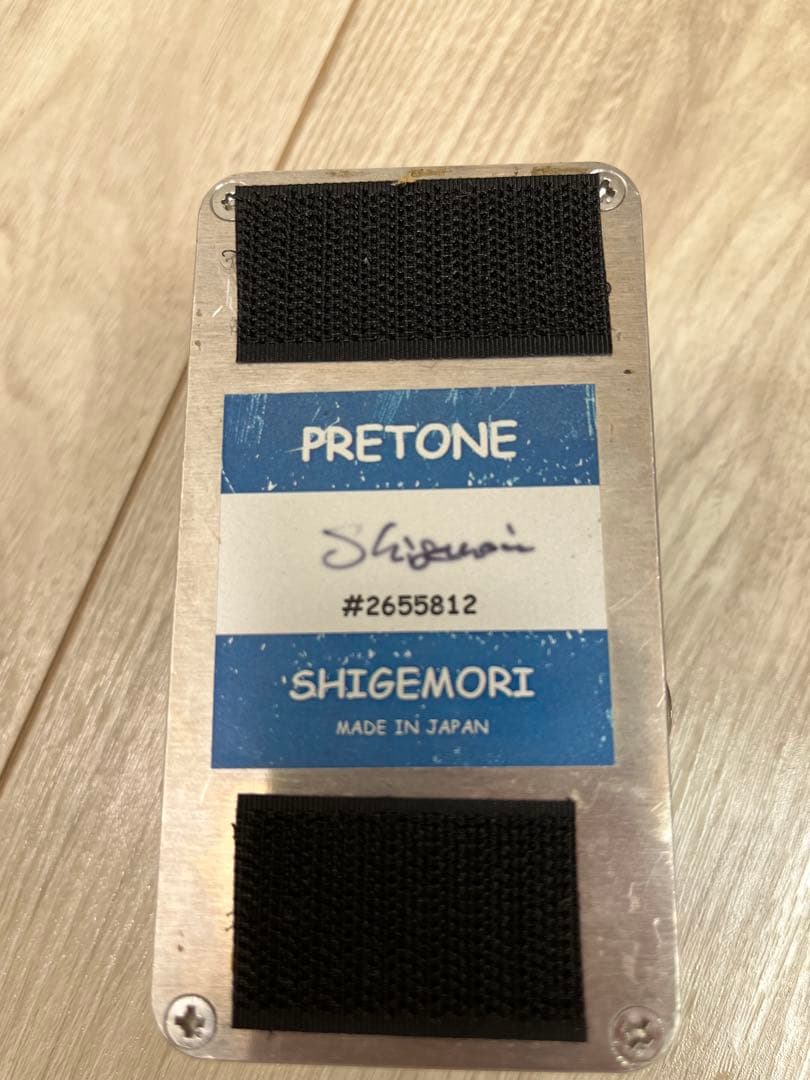 PRETONE
Shigemori
#2655812
SHIGEMORI
MADE IN JAPAN